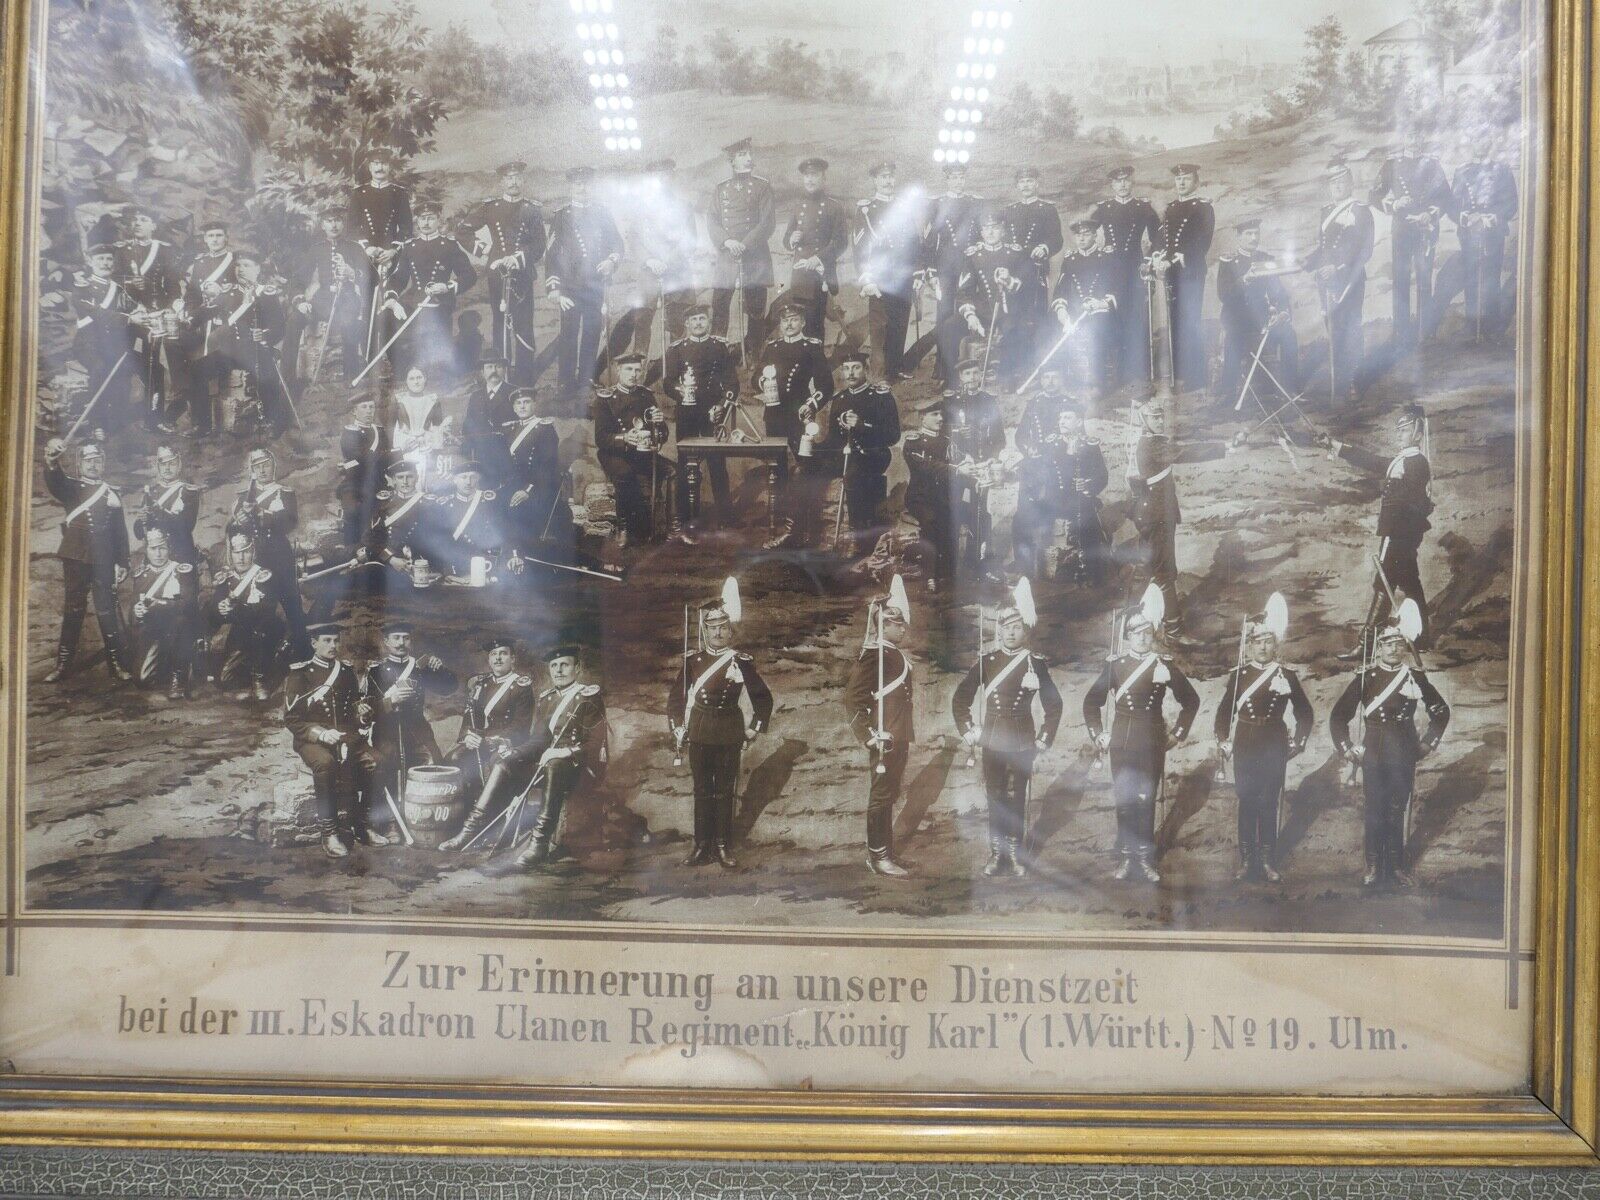 Zur Erinnerung an unsere Dienstzeit
bei der III. Eskadron Ulanen Regiment „König Karl” (1. Württ.) No 19. Ulm.